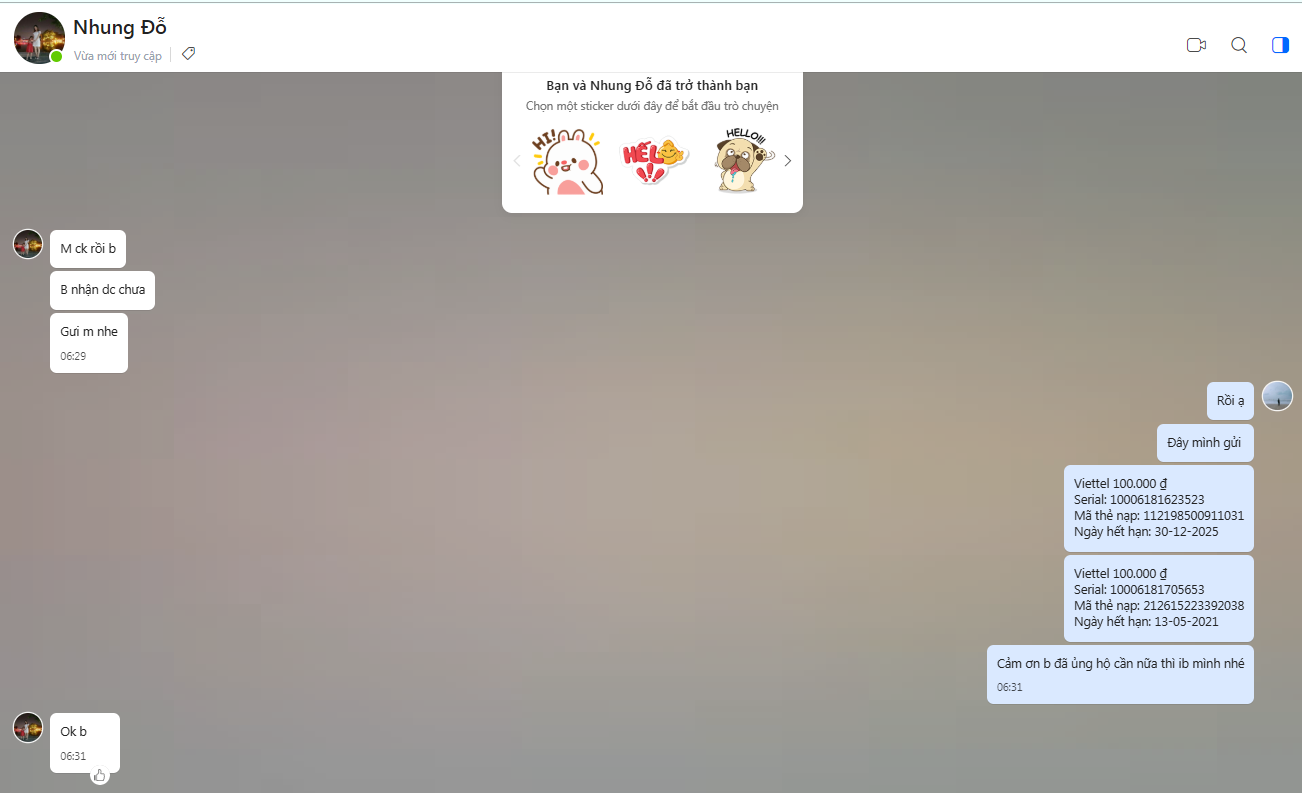 Nhung Đỗ
Vừa mới truy cập
Bạn và Nhung Đỗ đã trở thành bạn
Chọn một sticker dưới đây để bắt đầu trò chuyện
HI!
HẾT LO!!!
HELLO!!!
M ck rồi b
B nhận dc chưa
Gưi m nhe
06:29
Rồi ạ
Đây mình gửi
Viettel 100.000 ₫
Serial: 10006181623523
Mã thẻ nạp: 112198500911031
Ngày hết hạn: 30-12-2025
Viettel 100.000 ₫
Serial: 10006181705653
Mã thẻ nạp: 212615223392038
Ngày hết hạn: 13-05-2021
Cảm ơn b đã ủng hộ cần nữa thì ib mình nhé
06:31
Ok b
06:31